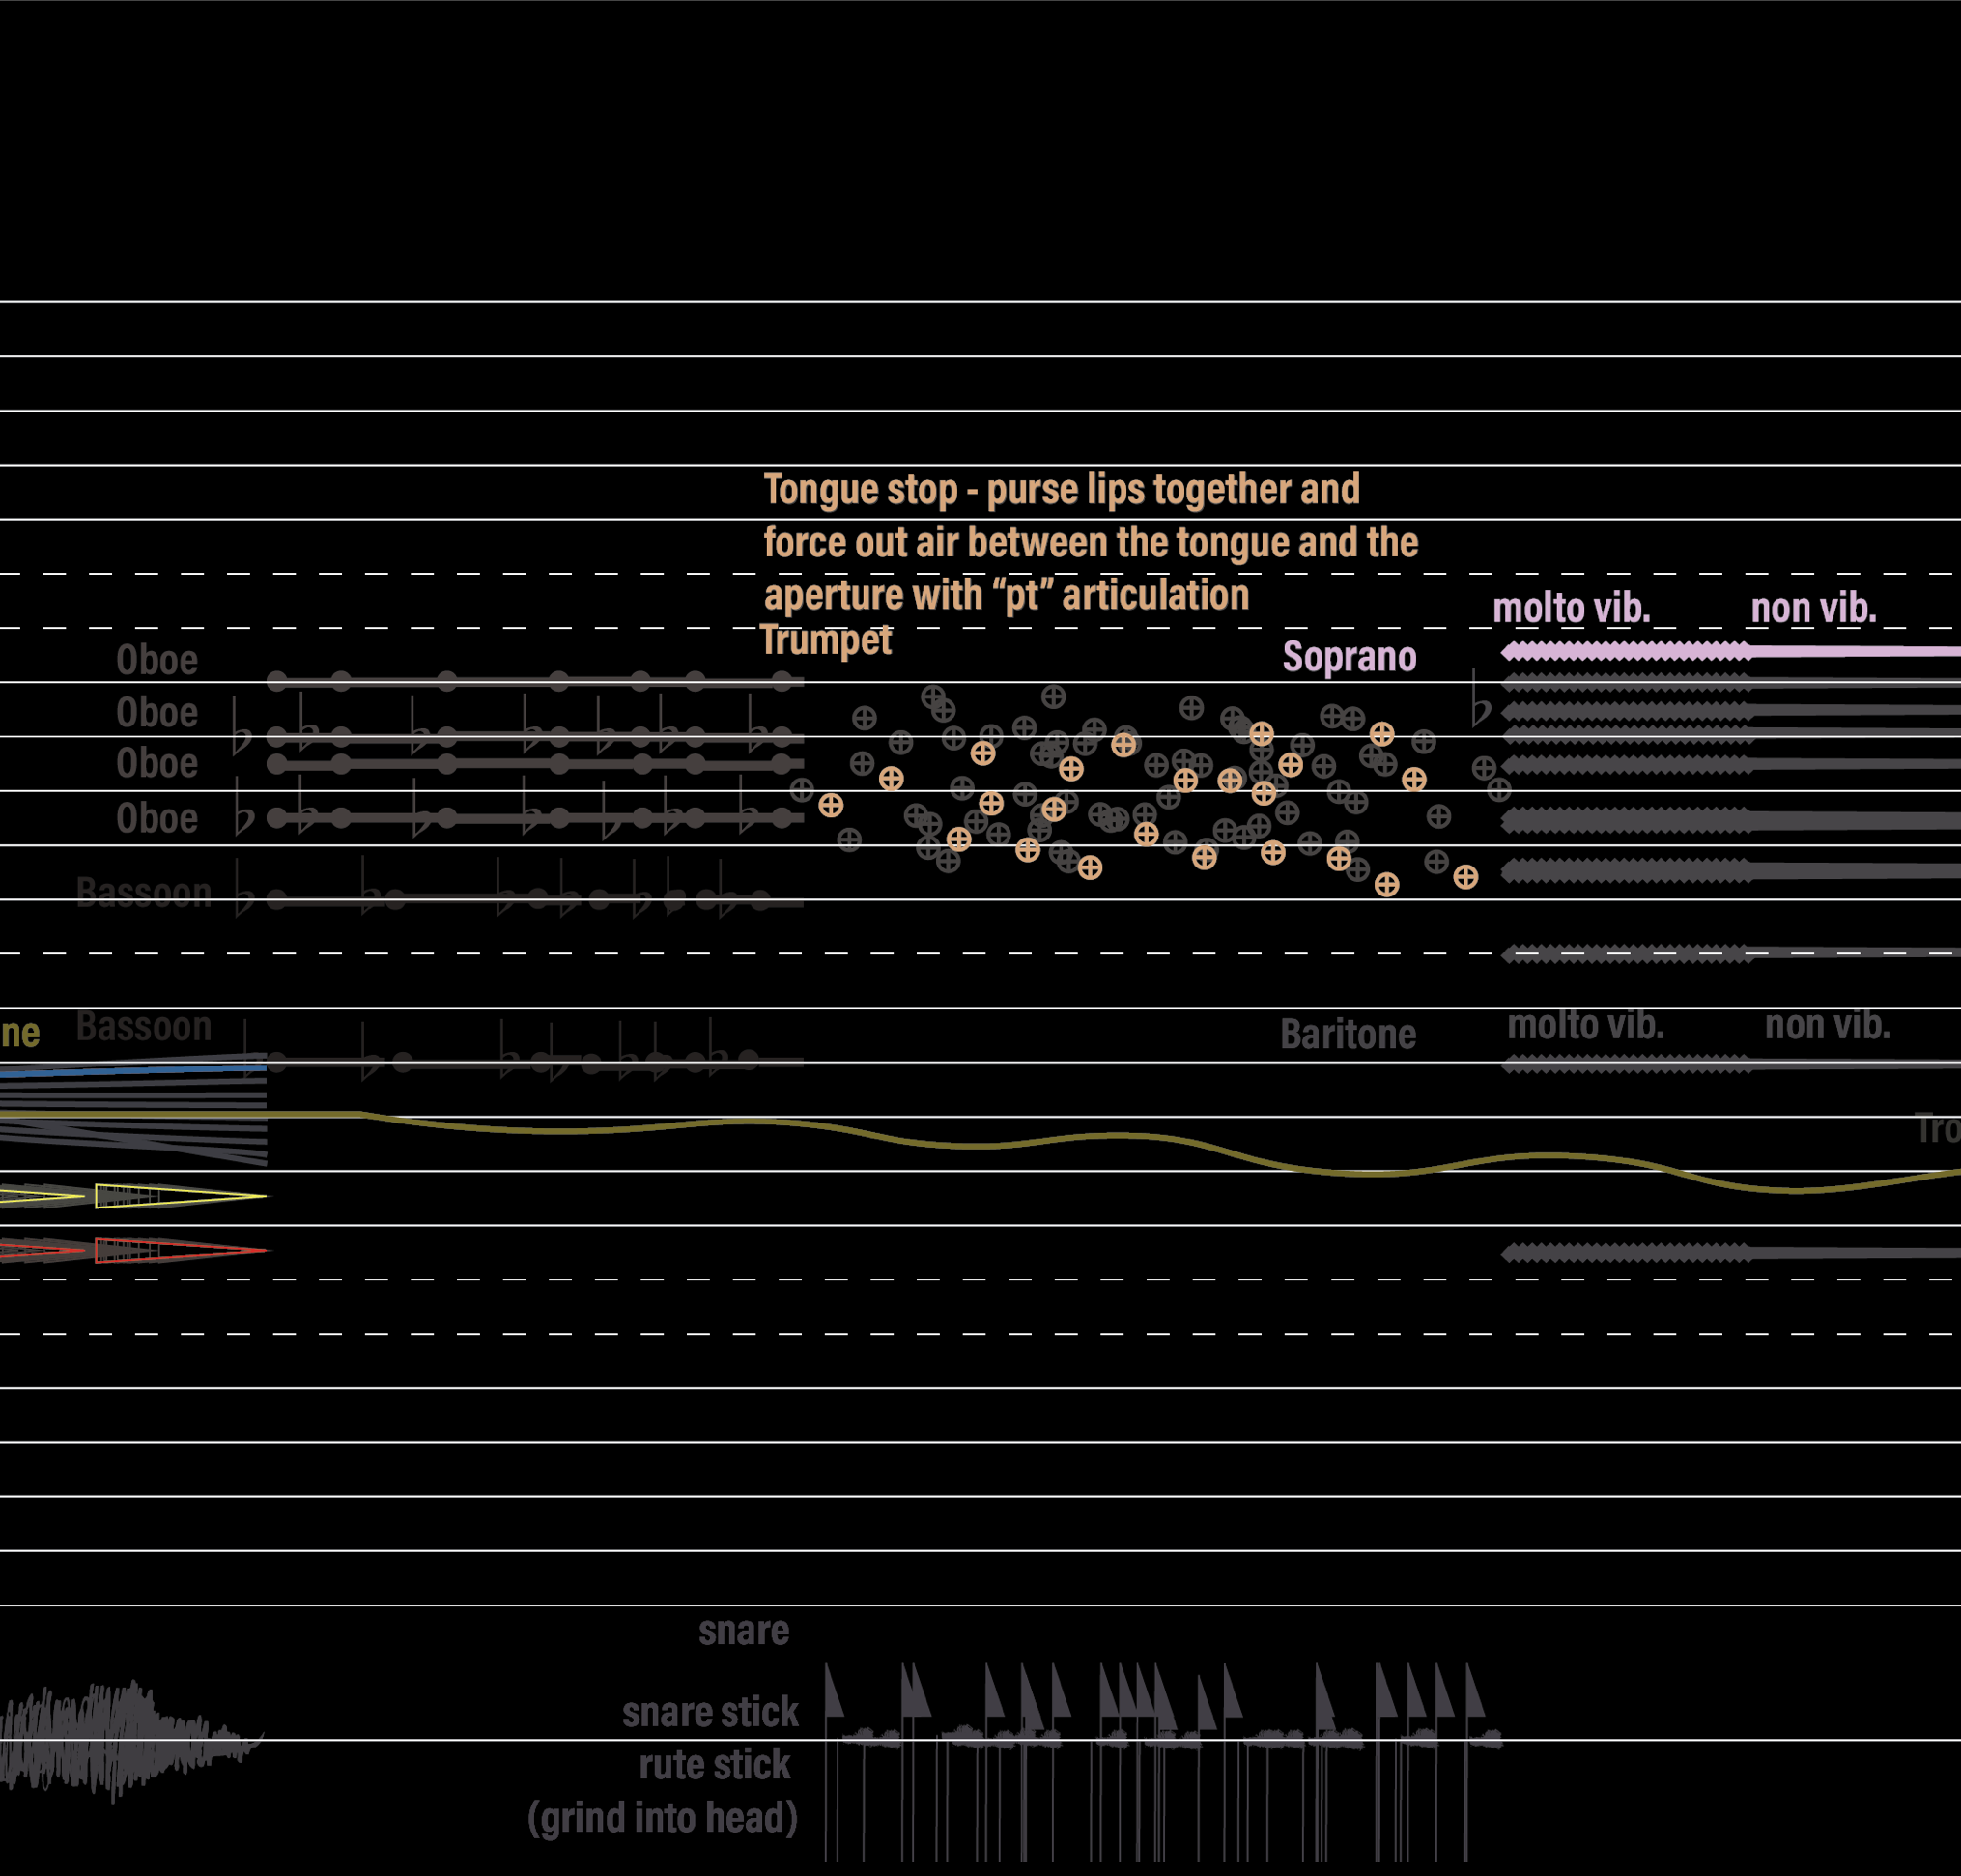 Tongue stop - purse lips together and
force out air between the tongue and the
aperture with “pt” articulation
Trumpet
molto vib.
non vib.
Soprano
Oboe
Oboe
Oboe
Oboe
Bassoon
ne
Bassoon
Baritone
molto vib.
non vib.
Tro
snare
snare stick
rute stick
(grind into head)